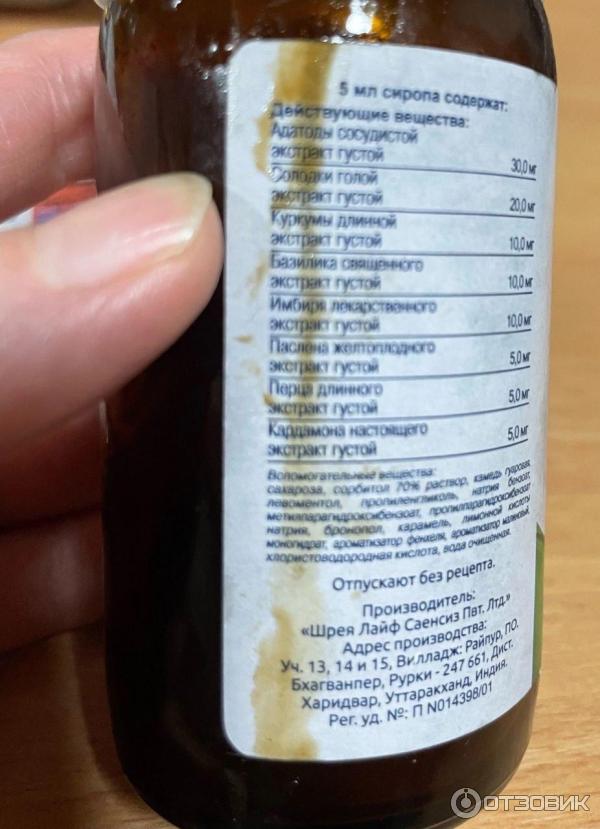 5 мл сиропа содержат:
Действующие вещества:
Адатоды сосудистой
экстракт густой 30,0 мг
Солодки голой
экстракт густой 20,0 мг
Куркумы длинной
экстракт густой 10,0 мг
Базилика священного
экстракт густой 10,0 мг
Имбиря лекарственного
экстракт густой 10,0 мг
Паслена желтоплодного
экстракт густой 5,0 мг
Перца длинного
экстракт густой 5,0 мг
Кардамона настоящего
экстракт густой 5,0 мг
Вспомогательные вещества:
сахароза, сорбитол 70% раствор, камедь гуаровая,
левоментол, пропиленгликоль, натрия бензоат,
метилпарагидроксибензоат, пропилпарагидроксибензоат
натрия, бронопол, карамель, лимонной кислоты
моногидрат, ароматизатор фенхеля, ароматизатор малиновый,
хлористоводородная кислота, вода очищенная.
Отпускают без рецепта.
Производитель:
«Шрея Лайф Саенсиз Пвт. Лтд.»
Адрес производства:
Уч. 13, 14 и 15, Вилладж: Райпур, ПО.
Бхагванпер, Рурки - 247 661, Дист.
Харидвар, Уттаракханд, Индия.
Рег. уд. №: П N014398/01
ОТЗОВИК